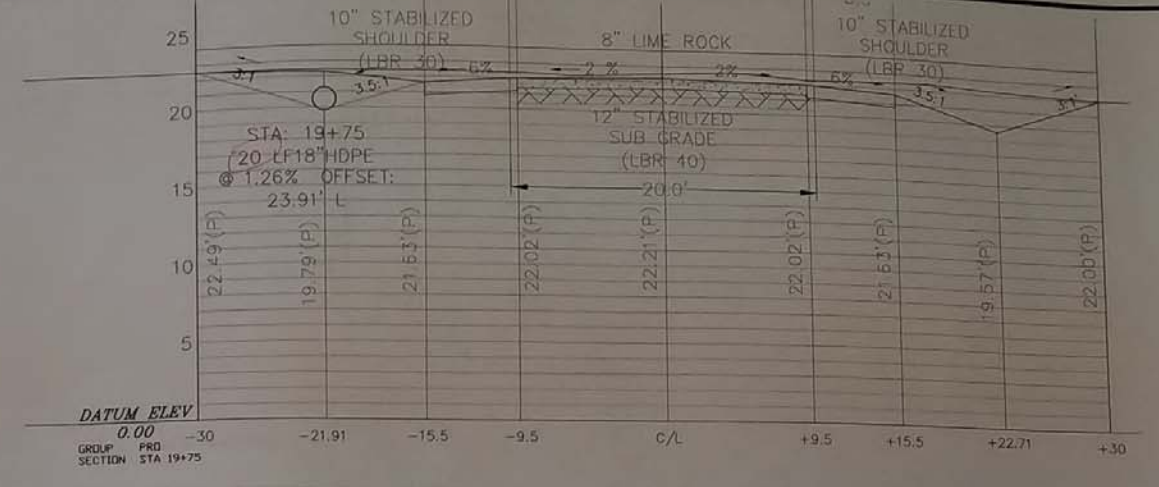 10" STABILIZED
SHOULDER
(LBR 30)
8" LIME ROCK
10" STABILIZED
SHOULDER
(LBR 30)
25
3:1
3.5:1
6%
2 %
2%
6%
3.5:1
3:1
20
12" STABILIZED
SUB GRADE
(LBR 40)
STA: 19+75
20 LF18"HDPE
@ 1.26% OFFSET:
23.91' L
15
20.0'
10
22.49'(P)
19.79'(P)
21.63'(P)
22.02'(P)
22.21'(P)
22.02'(P)
21.63'(P)
19.57'(P)
22.00'(P)
5
DATUM ELEV
0.00
-30
-21.91
-15.5
-9.5
C/L
+9.5
+15.5
+22.71
+30
GROUP PRO
SECTION STA 19+75